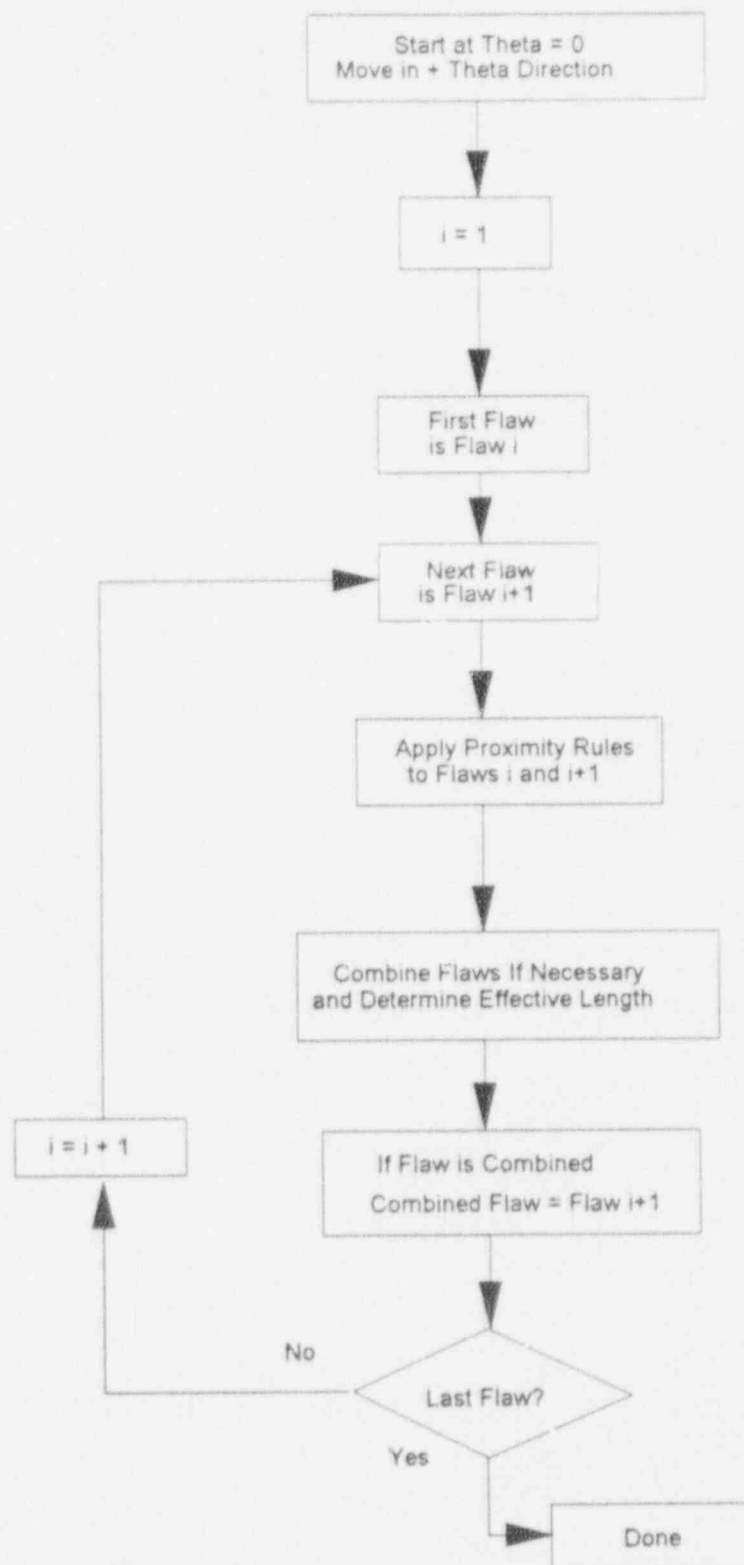 Start at Theta = 0
Move in + Theta Direction
i = 1
First Flaw
is Flaw i
Next Flaw
is Flaw i+1
Apply Proximity Rules
to Flaws i and i+1
Combine Flaws If Necessary
and Determine Effective Length
i = i + 1
If Flaw is Combined
Combined Flaw = Flaw i+1
No
Last Flaw?
Yes
Done